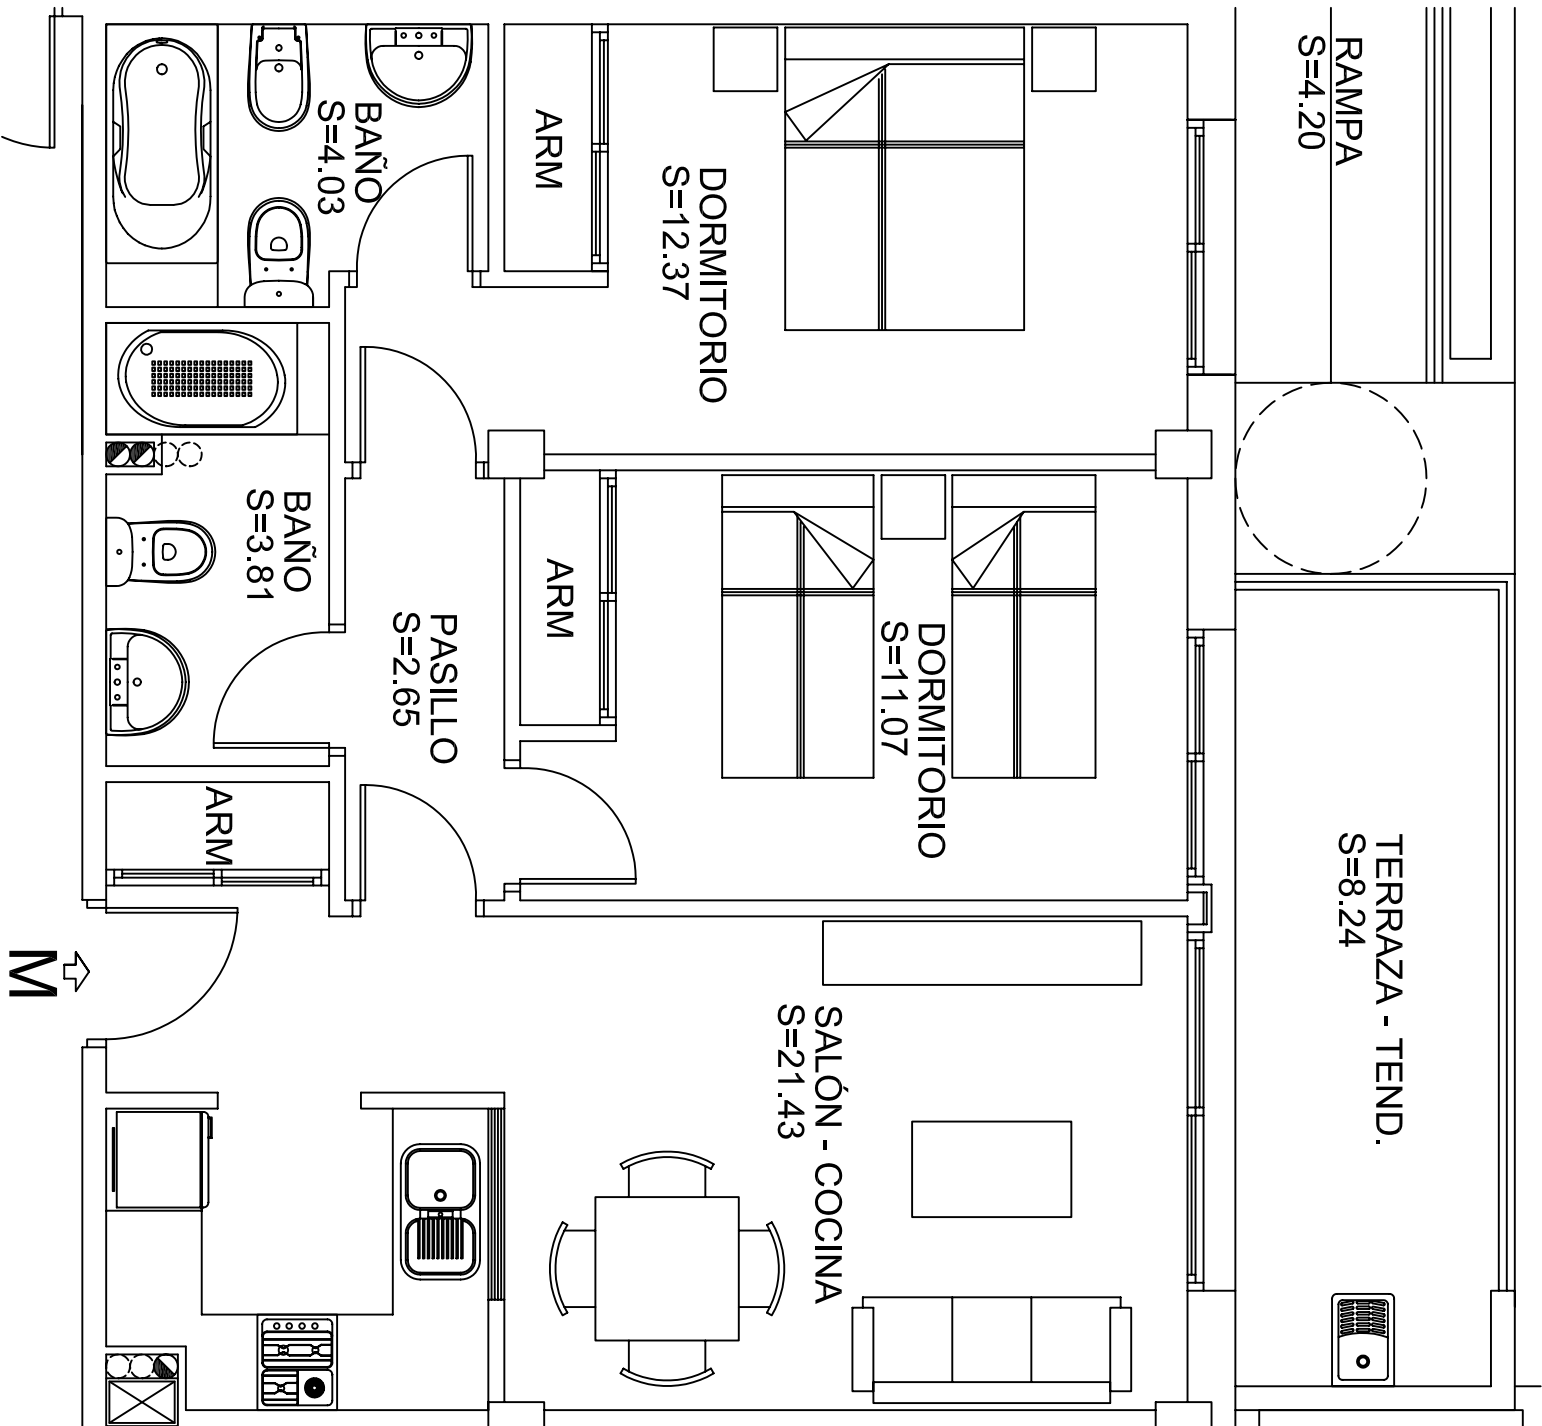 RAMPA
S=4.20
BAÑO
S=4.03
ARM
DORMITORIO
S=12.37
BAÑO
S=3.81
ARM
PASILLO
S=2.65
DORMITORIO
S=11.07
ARM
TERRAZA - TEND.
S=8.24
SALÓN - COCINA
S=21.43
M